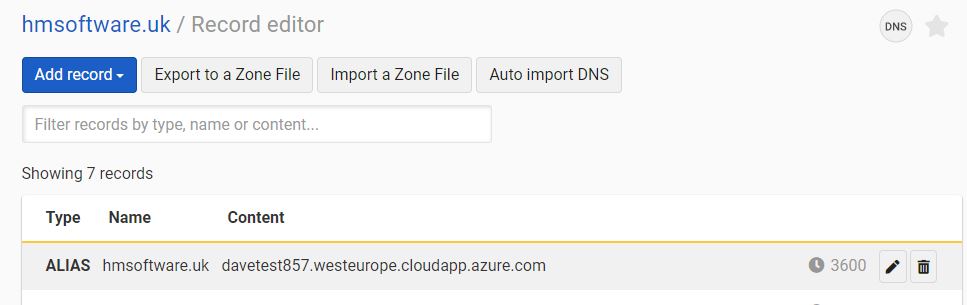 hmsoftware.uk / Record editor
DNS
Add record Export to a Zone File Import a Zone File Auto import DNS
Filter records by type, name or content...
Showing 7 records
Type Name Content
ALIAS hmsoftware.uk davetest857.westeurope.cloudapp.azure.com 3600